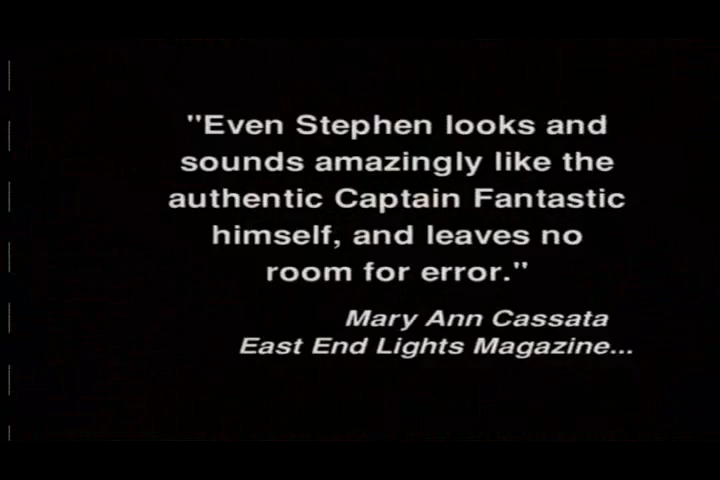 "Even Stephen looks and
sounds amazingly like the
authentic Captain Fantastic
himself, and leaves no
room for error."
Mary Ann Cassata
East End Lights Magazine...